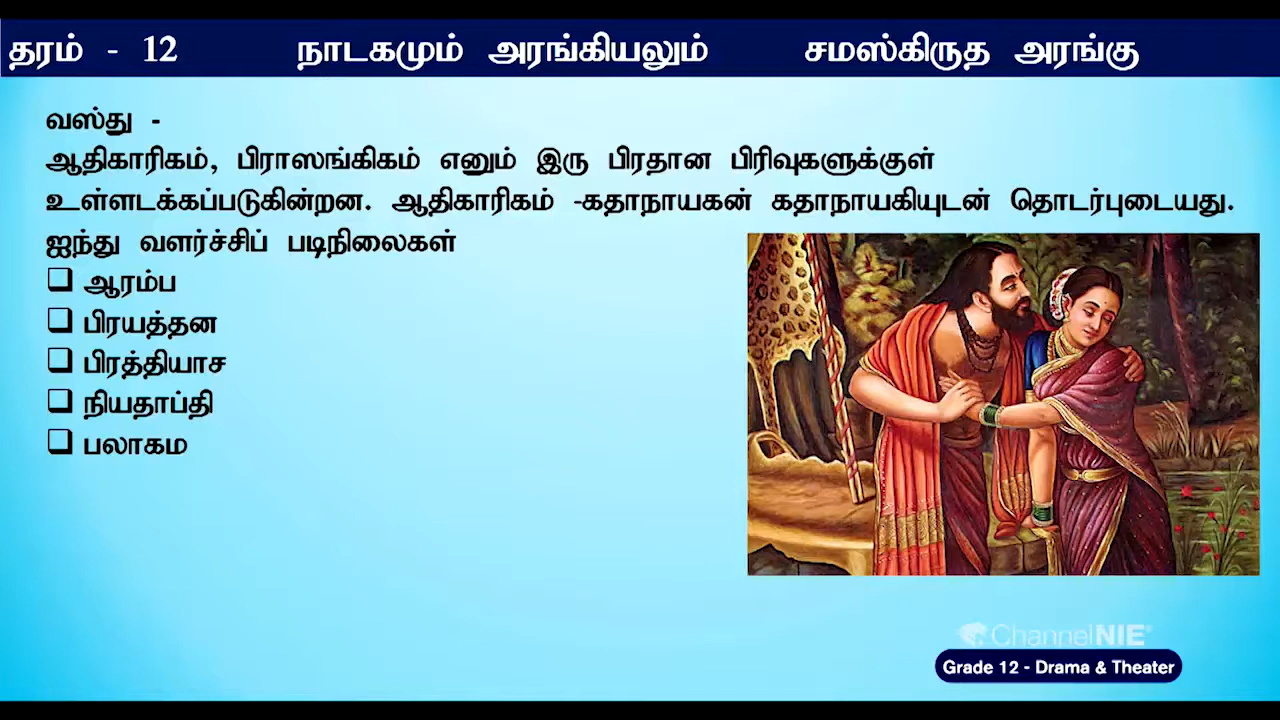 தரம் - 12 நாடகமும் அரங்கியலும் சமஸ்கிருத அரங்கு
வஸ்து -
ஆதிகாரிகம், பிராஸங்கிகம் எனும் இரு பிரதான பிரிவுகளுக்குள்
உள்ளடக்கப்படுகின்றன. ஆதிகாரிகம் -கதாநாயகன் கதாநாயகியுடன் தொடர்புடையது.
ஐந்து வளர்ச்சிப் படிநிலைகள்
❑ ஆரம்ப
❑ பிரயத்தன
❑ பிரத்தியாச
❑ நியதாப்தி
❑ பலாகம
ChannelNIE
Grade 12 - Drama & Theater